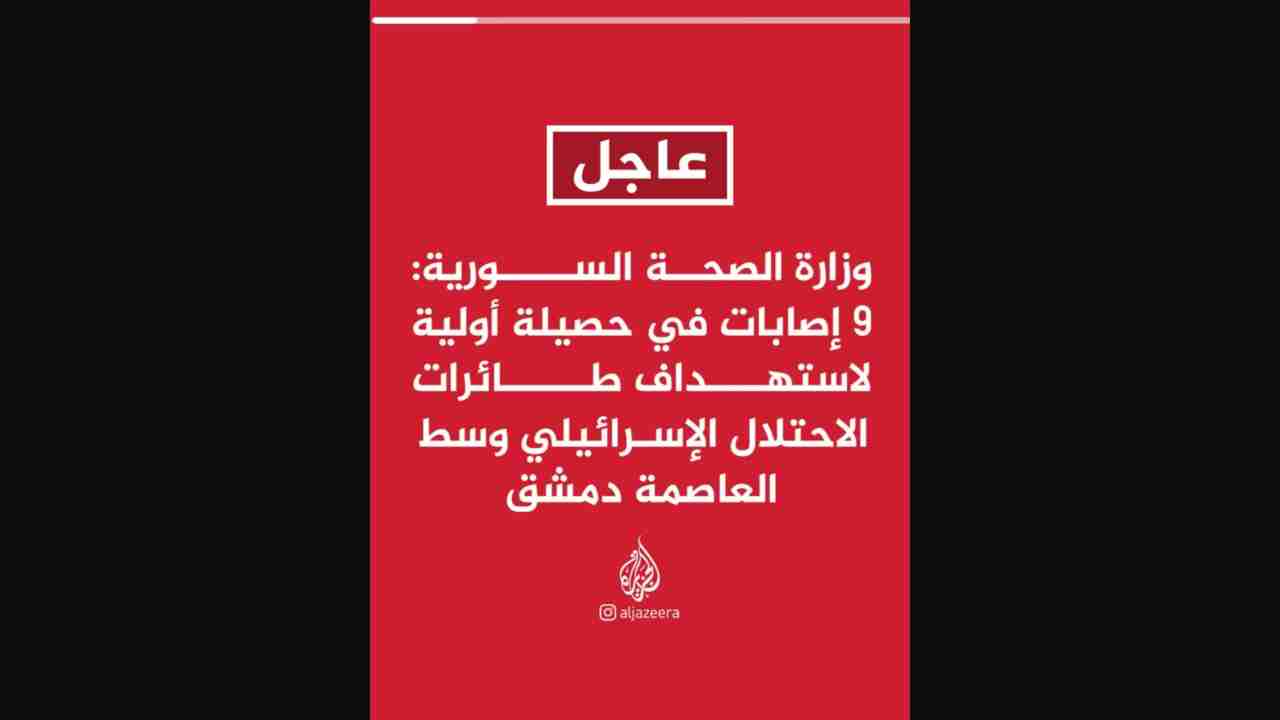 عاجل
وزارة الصحة السورية:
9 إصابات في حصيلة أولية
لاستهداف طائرات
الاحتلال الإسرائيلي وسط
العاصمة دمشق
الجزيرة
aljazeera